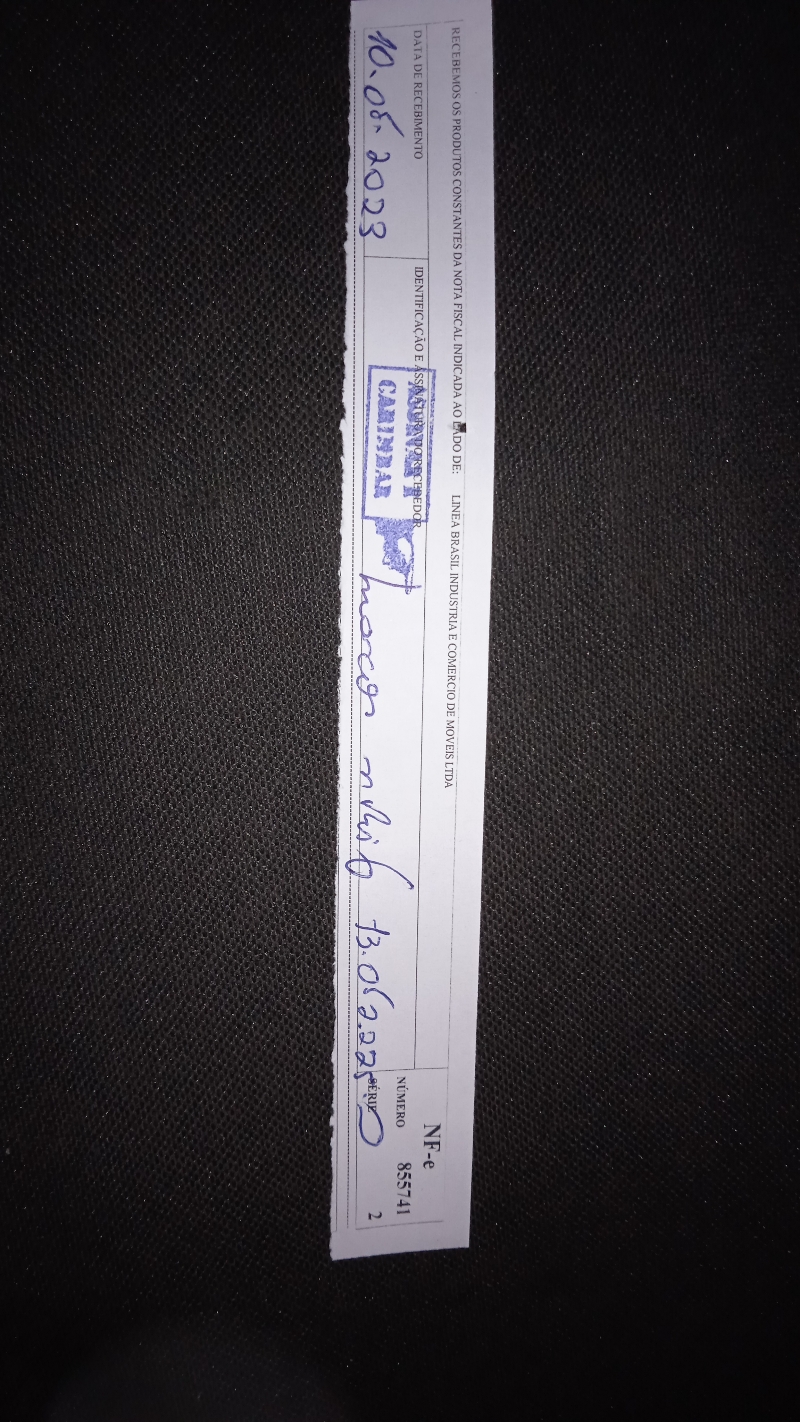 RECEBEMOS OS PRODUTOS CONSTANTES DA NOTA FISCAL INDICADA AO LADO DE: LINEA BRASIL INDUSTRIA E COMERCIO DE MOVEIS LTDA
NF-e
DATA DE RECEBIMENTO
IDENTIFICAÇÃO E ASSINATURA DO RECEBEDOR
NÚMERO 855741
SÉRIE 2
10.05.2023
CARIMBAR